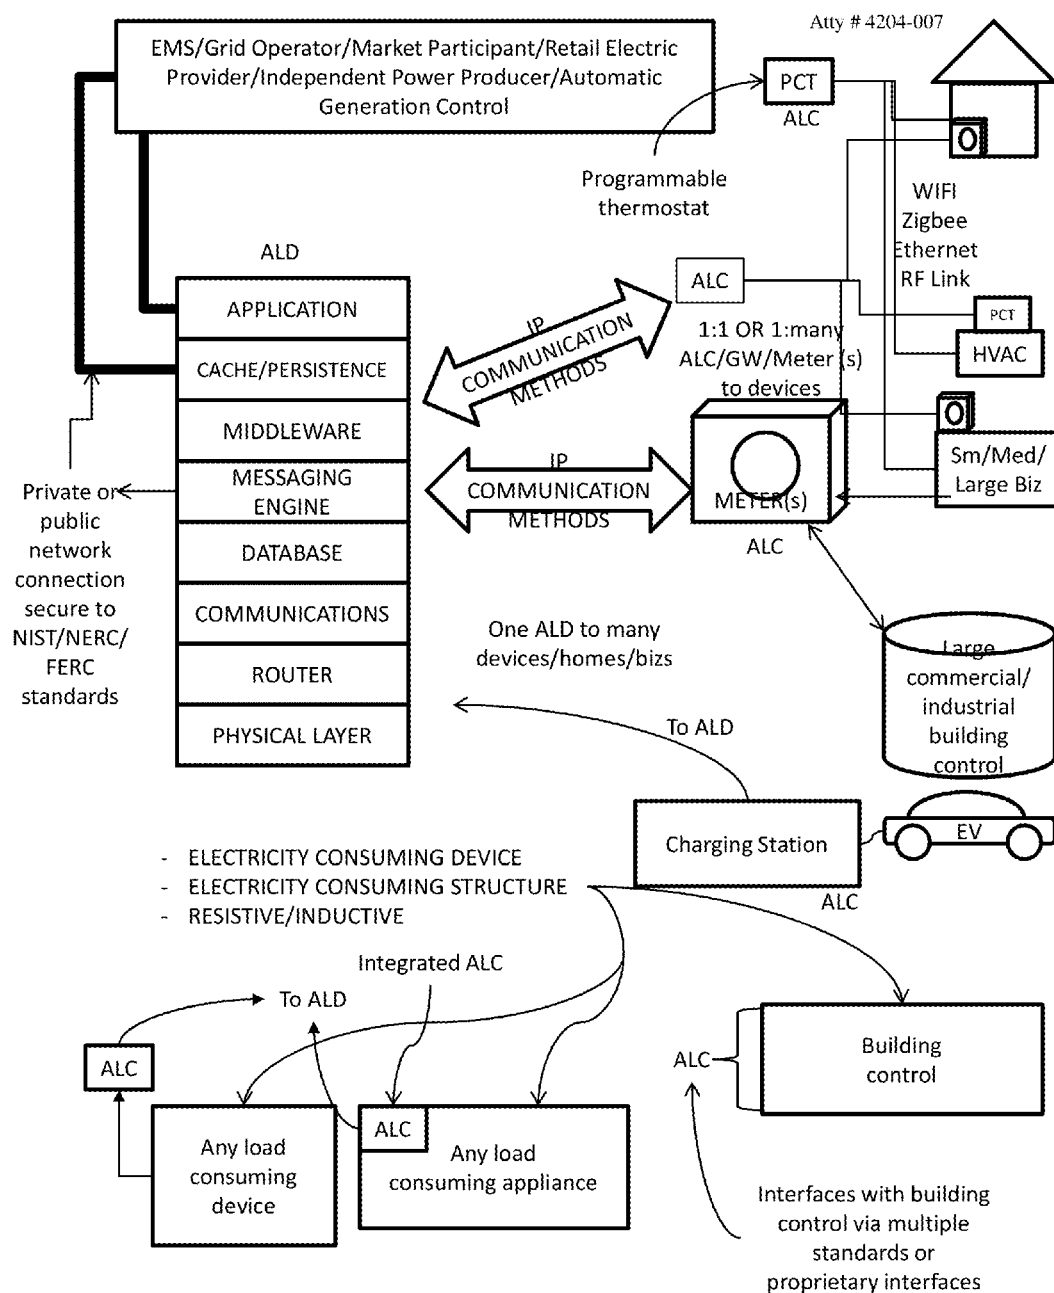 Atty # 4204-007
EMS/Grid Operator/Market Participant/Retail Electric
Provider/Independent Power Producer/Automatic
Generation Control
PCT
ALC
Programmable
thermostat
WIFI
Zigbee
Ethernet
RF Link
ALD
APPLICATION
CACHE/PERSISTENCE
MIDDLEWARE
MESSAGING
ENGINE
DATABASE
COMMUNICATIONS
ROUTER
PHYSICAL LAYER
IP
COMMUNICATION
METHODS
ALC
1:1 OR 1:many
ALC/GW/Meter (s)
to devices
PCT
HVAC
IP
COMMUNICATION
METHODS
METER(s)
ALC
Sm/Med/
Large Biz
Private or
public
network
connection
secure to
NIST/NERC/
FERC
standards
One ALD to many
devices/homes/bizs
To ALD
Large
commercial/
industrial
building
control
Charging Station
ALC
EV
- ELECTRICITY CONSUMING DEVICE
- ELECTRICITY CONSUMING STRUCTURE
- RESISTIVE/INDUCTIVE
Integrated ALC
To ALD
ALC
Any load
consuming
device
ALC
Any load
consuming appliance
ALC
Building
control
Interfaces with building
control via multiple
standards or
proprietary interfaces